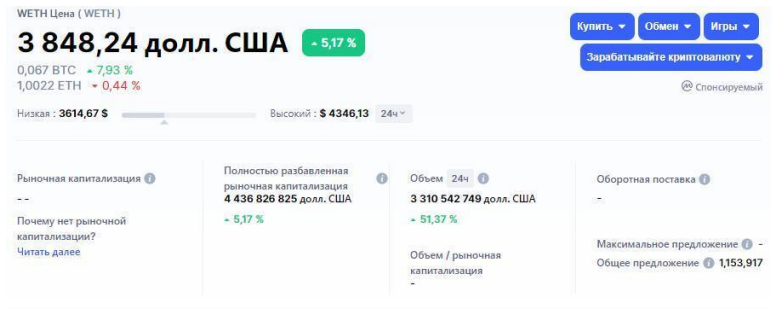 WETH Цена ( WETH )
3 848,24 долл. США 5,17 %
0,067 BTC 7,93 %
1,0022 ETH 0,44 %
Низкая : 3614,67 $ Высокий : $ 4346,13 24ч
Купить Обмен Игры
Зарабатывайте криптовалюту
Спонсируемый
Рыночная капитализация
- -
Почему нет рыночной
капитализации?
Читать далее
Полностью разбавленная
рыночная капитализация
4 436 826 825 долл. США
5,17 %
Объем 24ч
3 310 542 749 долл. США
51,37 %
Объем / рыночная
капитализация
-
Оборотная поставка
-
Максимальное предложение -
Общее предложение 1,153,917